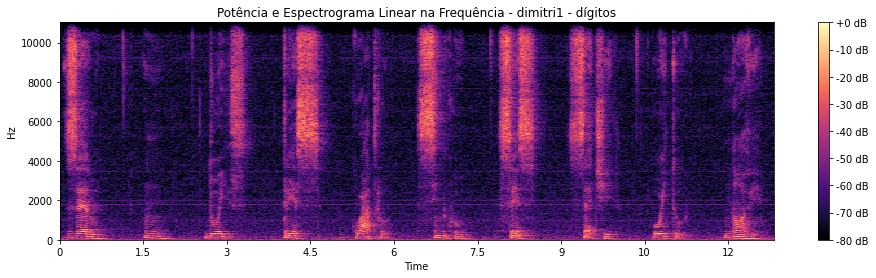 Potência e Espectrograma Linear na Frequência - dimitri1 - dígitos
Hz
10000
8000
6000
4000
2000
0
0 1.5 3 4.5 6 7.5 9 10 12
Time
+0 dB
-10 dB
-20 dB
-30 dB
-40 dB
-50 dB
-60 dB
-70 dB
-80 dB